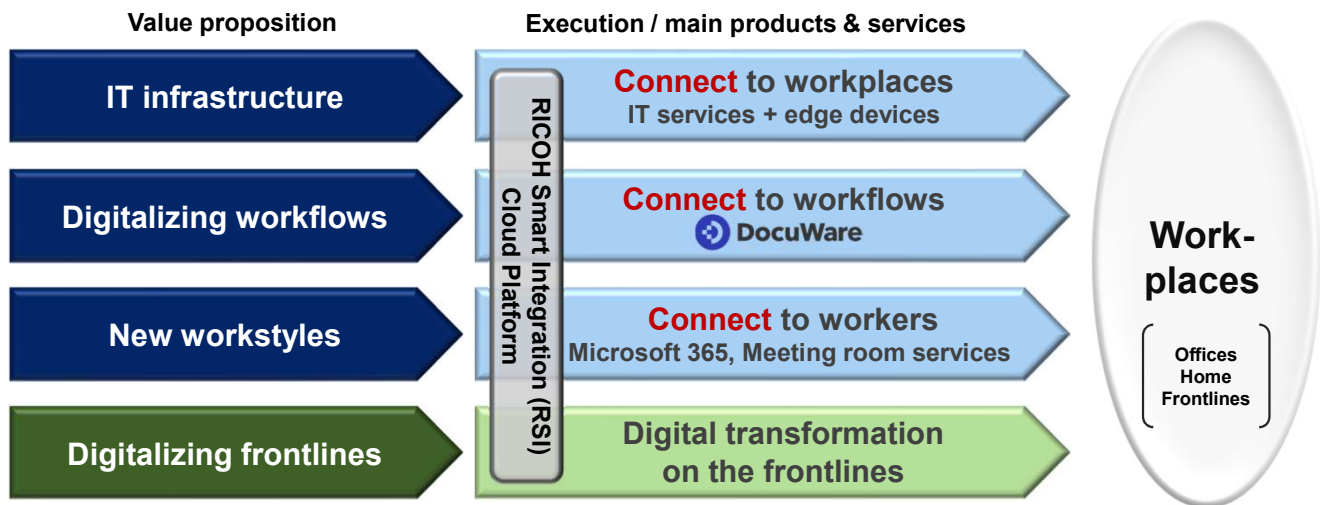 Value proposition
Execution / main products & services
IT infrastructure
Connect to workplaces
IT services + edge devices
Digitalizing workflows
Connect to workflows
DocuWare
New workstyles
Connect to workers
Microsoft 365, Meeting room services
Digitalizing frontlines
Digital transformation
on the frontlines
RICOH Smart Integration (RSI)
Cloud Platform
Work-
places
Offices
Home
Frontlines